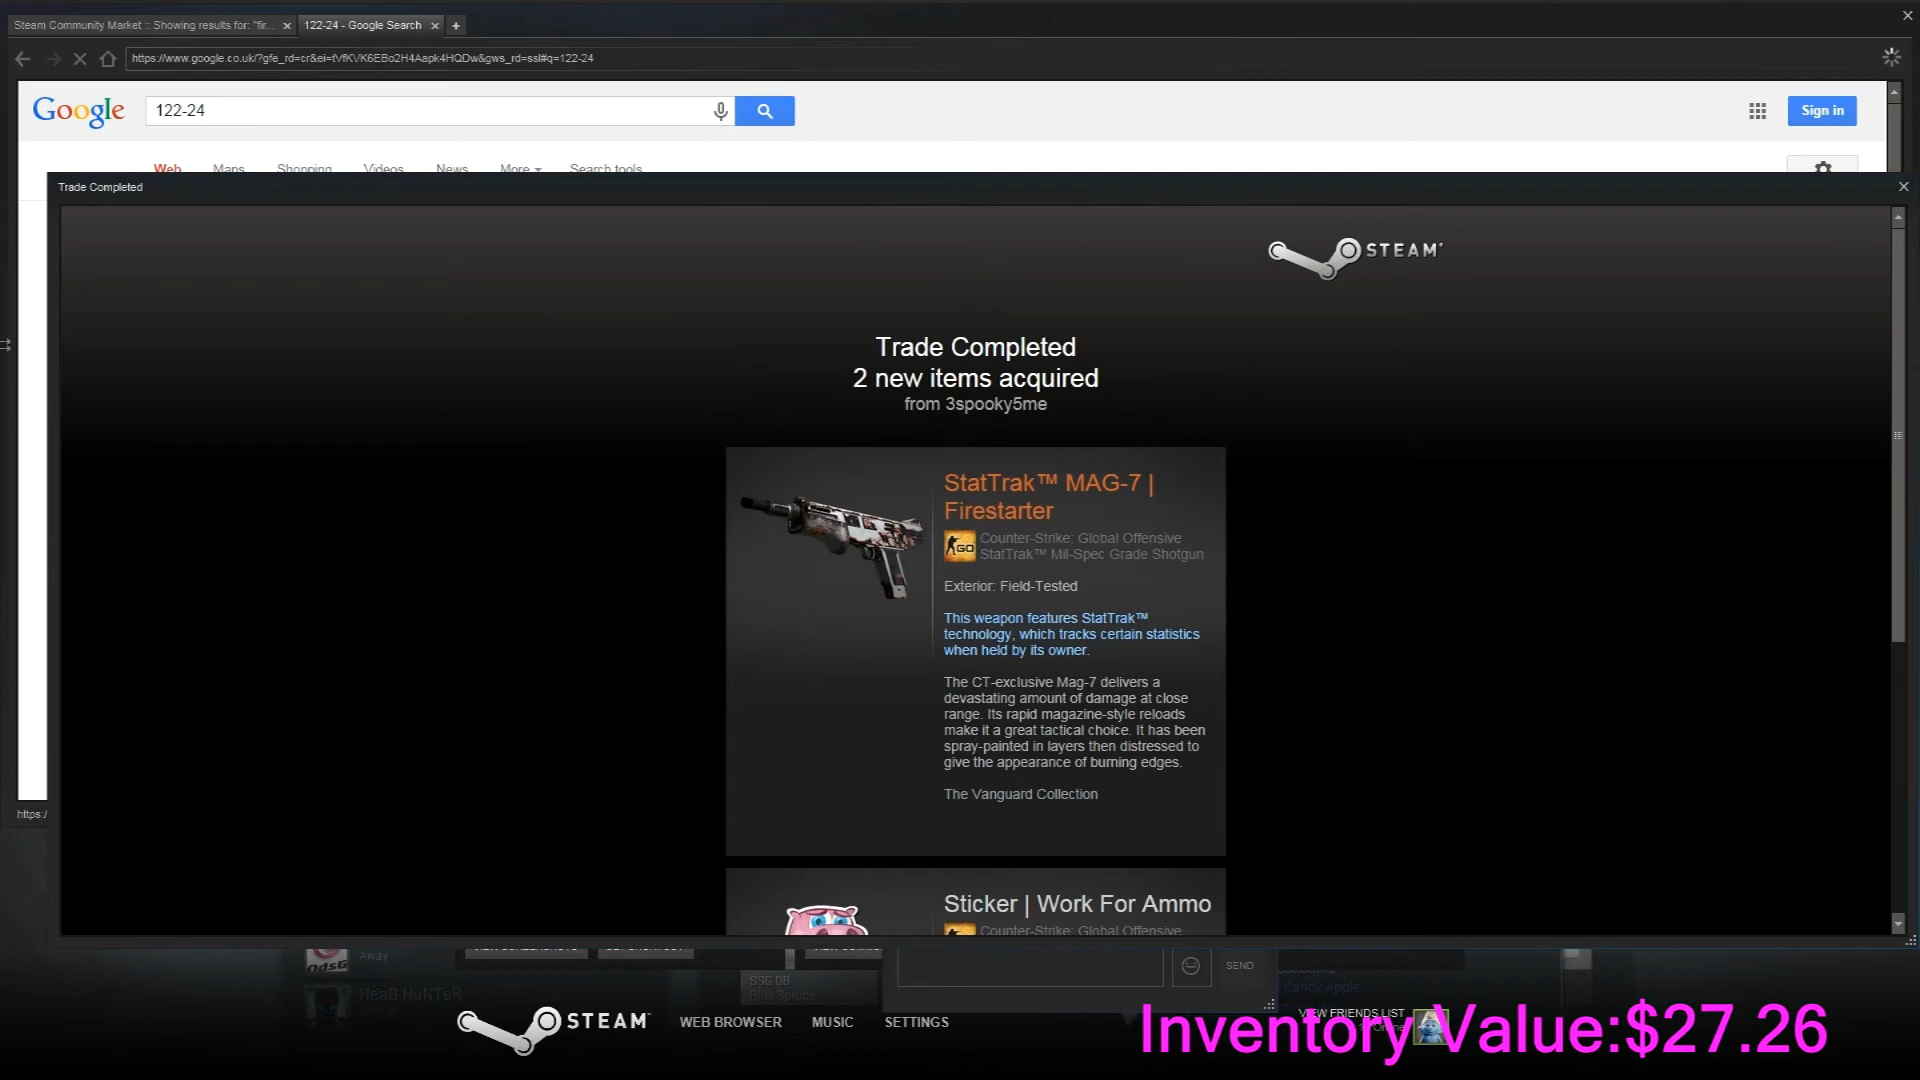 Steam Community Market :: Showing results for: "fir...
122-24 - Google Search
https://www.google.co.uk/?gfe_rd=cr&ei=tVfKVK6EBo2H4Aapk4HQDw&gws_rd=ssl#q=122-24
Google
122-24
Sign in
Web Maps Shopping Videos News More Search tools
Trade Completed
STEAM
Trade Completed
2 new items acquired
from 3spooky5me
StatTrak™ MAG-7 |
Firestarter
GO
Counter-Strike: Global Offensive
StatTrak™ Mil-Spec Grade Shotgun
Exterior: Field-Tested
This weapon features StatTrak™
technology, which tracks certain statistics
when held by its owner.
The CT-exclusive Mag-7 delivers a
devastating amount of damage at close
range. Its rapid magazine-style reloads
make it a great tactical choice. It has been
spray-painted in layers then distressed to
give the appearance of burning edges.
The Vanguard Collection
https:/
Sticker | Work For Ammo
Counter-Strike: Global Offensive
Away
SEND
SSG 08
Blue Spruce
Candy Apple
HeaD HuNTeR
STEAM
WEB BROWSER
MUSIC
SETTINGS
VIEW FRIENDS LIST
Inventory Value:$27.26